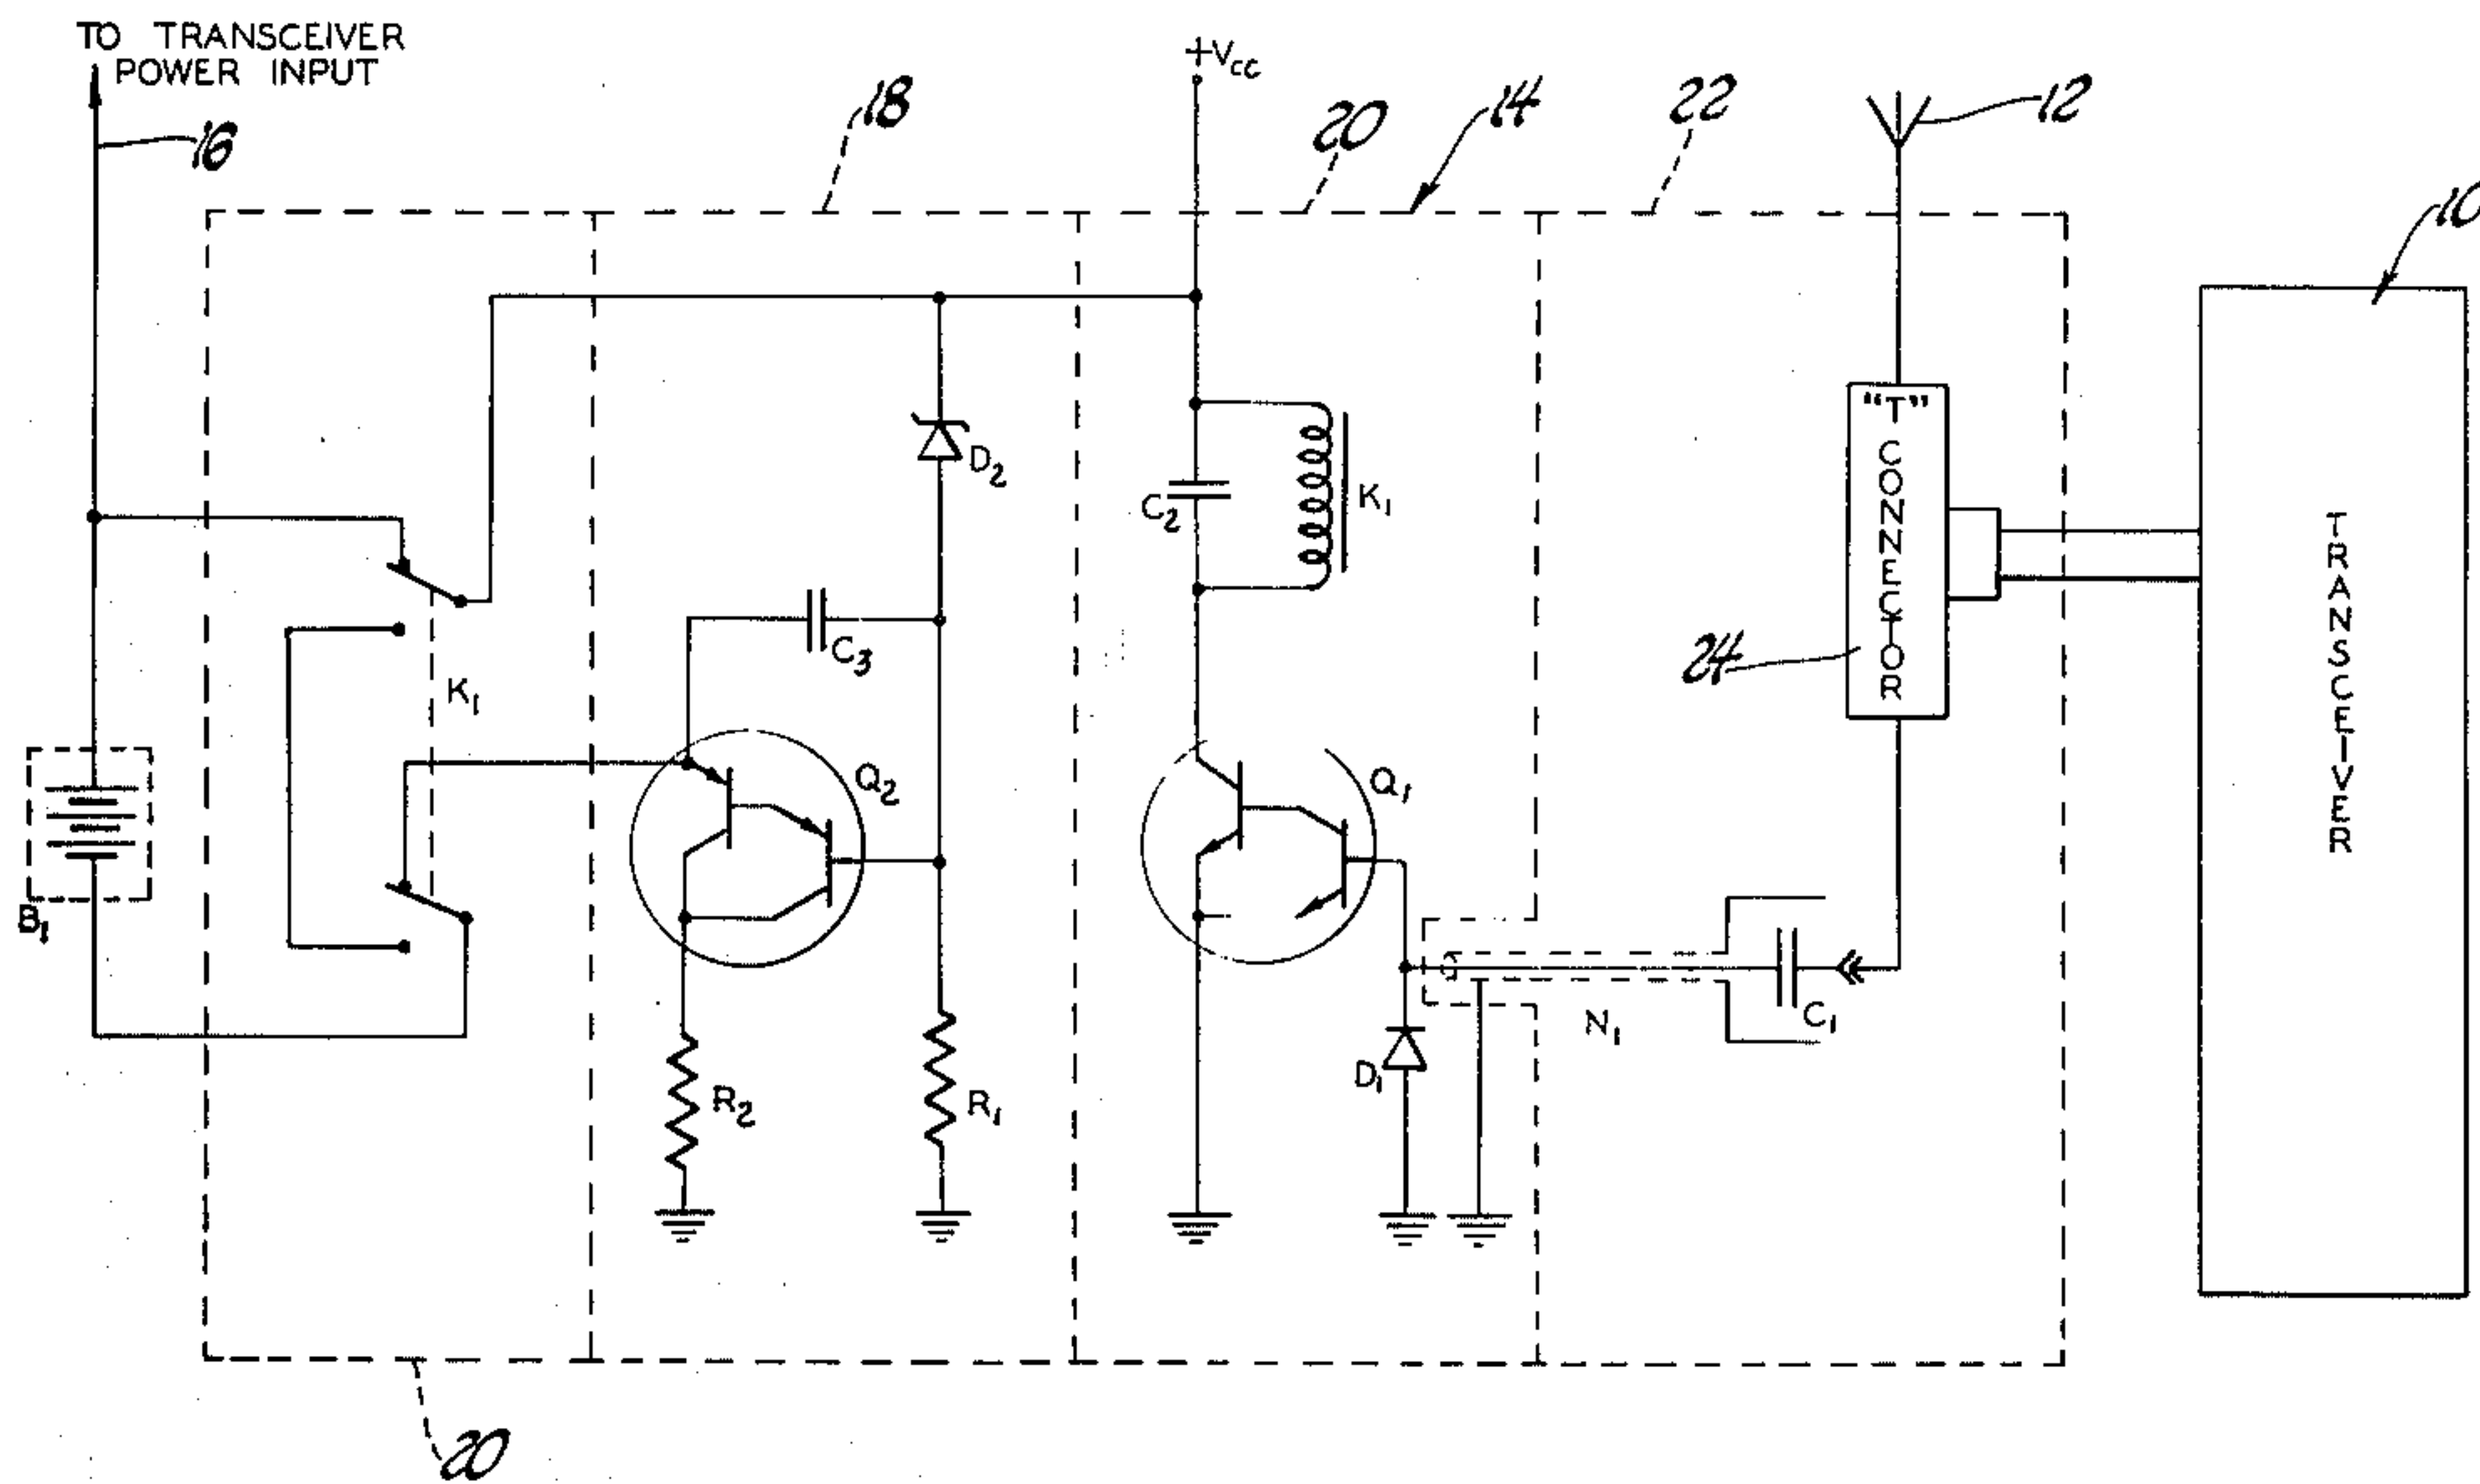 TO TRANSCEIVER
POWER INPUT
16
18
+Vcc
20
14
22
12
10
D2
C2
K1
"T" CONNECTOR
TRANSCEIVER
24
C3
K1
Q2
Q1
B1
R2
R1
D1
N1
C1
20